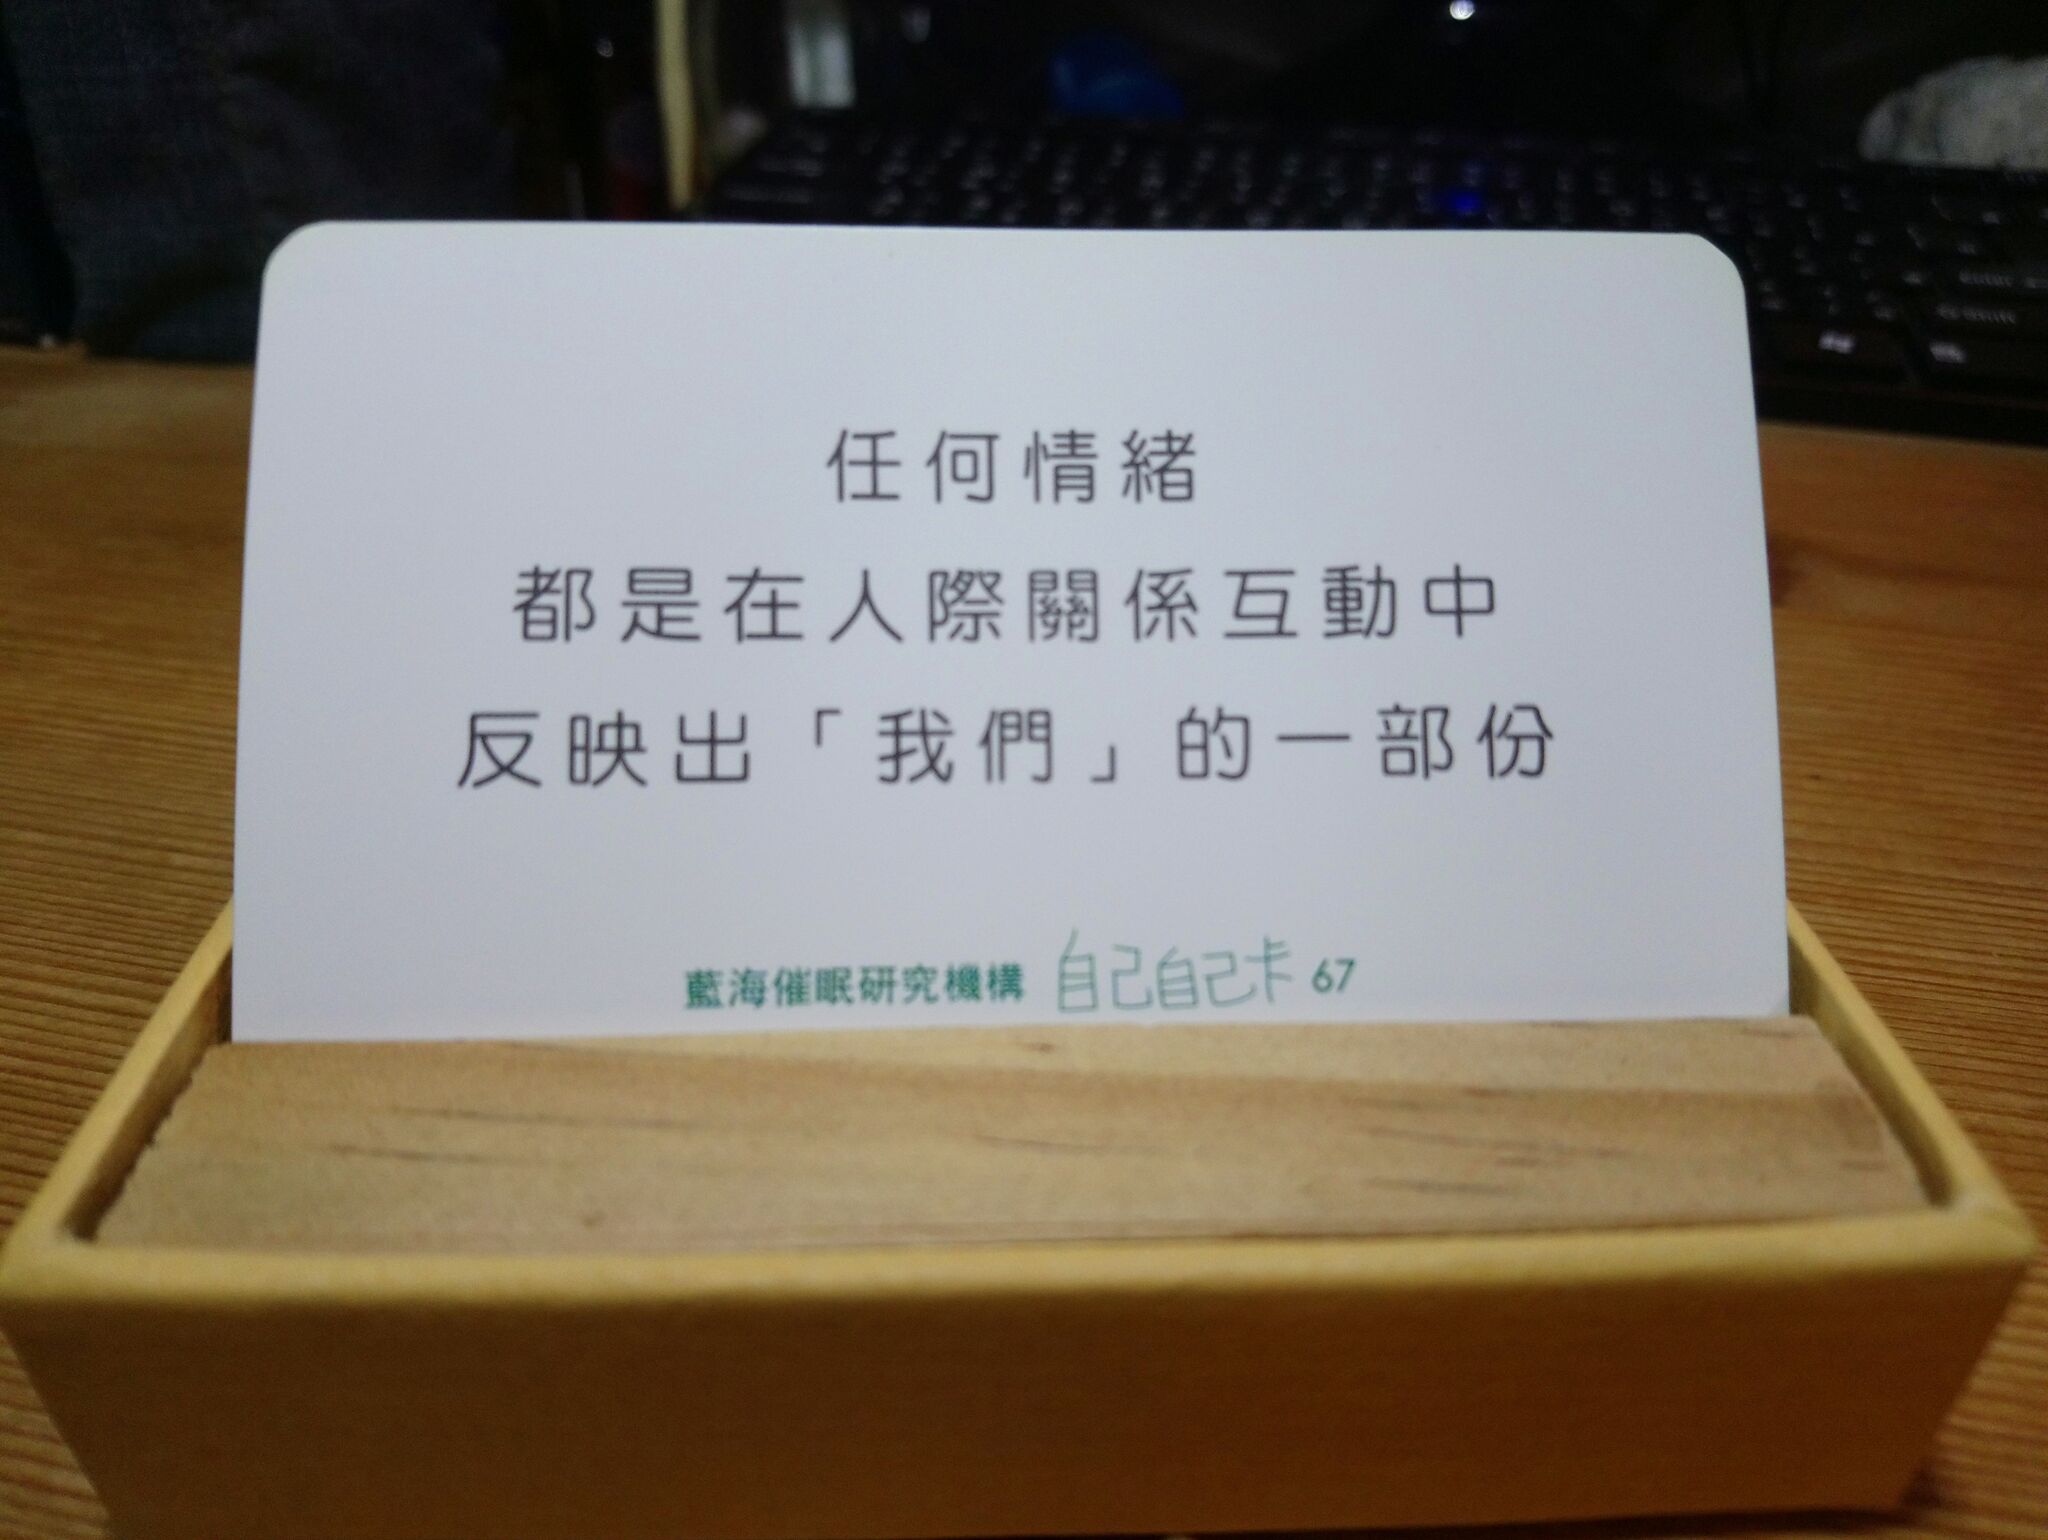 任何情緒
都是在人際關係互動中
反映出「我們」的一部份
藍海催眠研究機構 自己自己卡 67